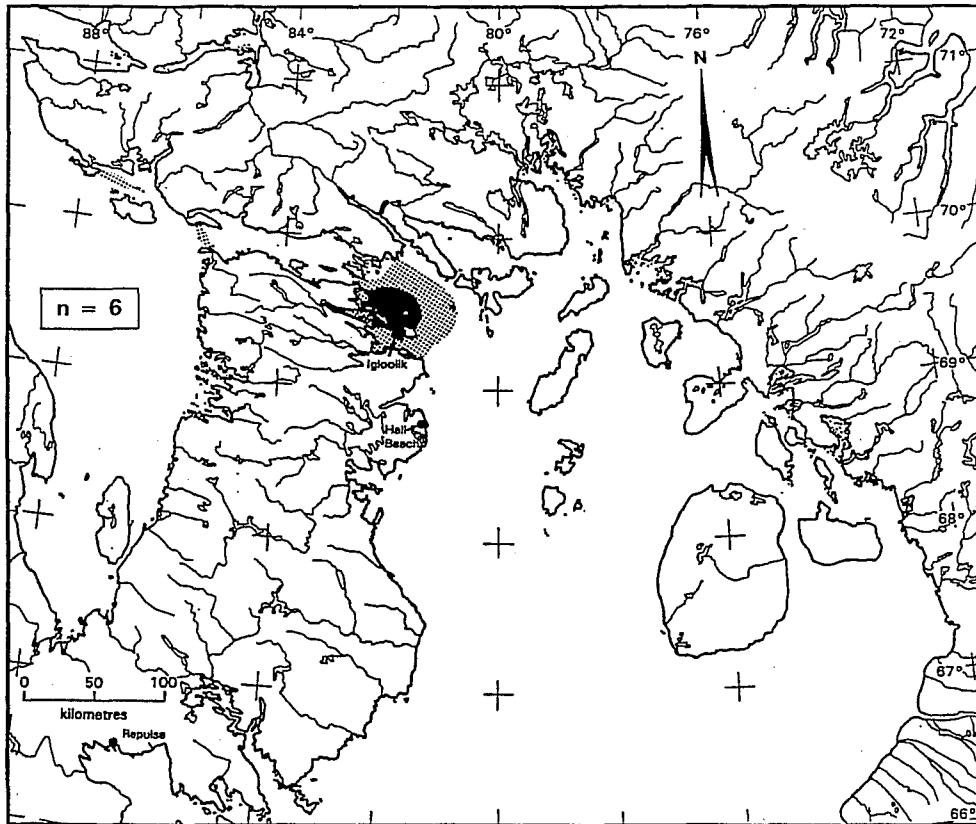 88° 84° 80° 76° 72°
N
71°
70°
n = 6
69°
Igloolik
Hall
Beach
68°
67°
0 50 100
kilometres
Repulse
66°